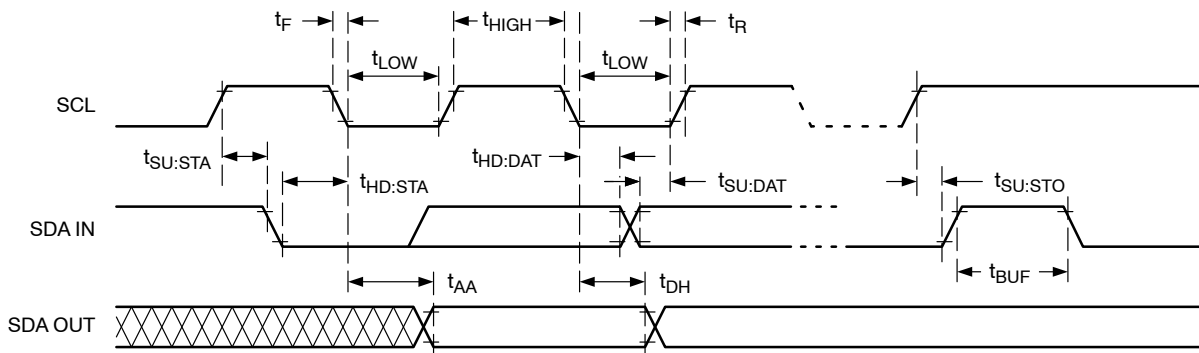 tF
tHIGH
tR
tLOW
tLOW
SCL
tSU:STA
tHD:STA
tHD:DAT
tSU:DAT
tSU:STO
SDA IN
tAA
tDH
tBUF
SDA OUT